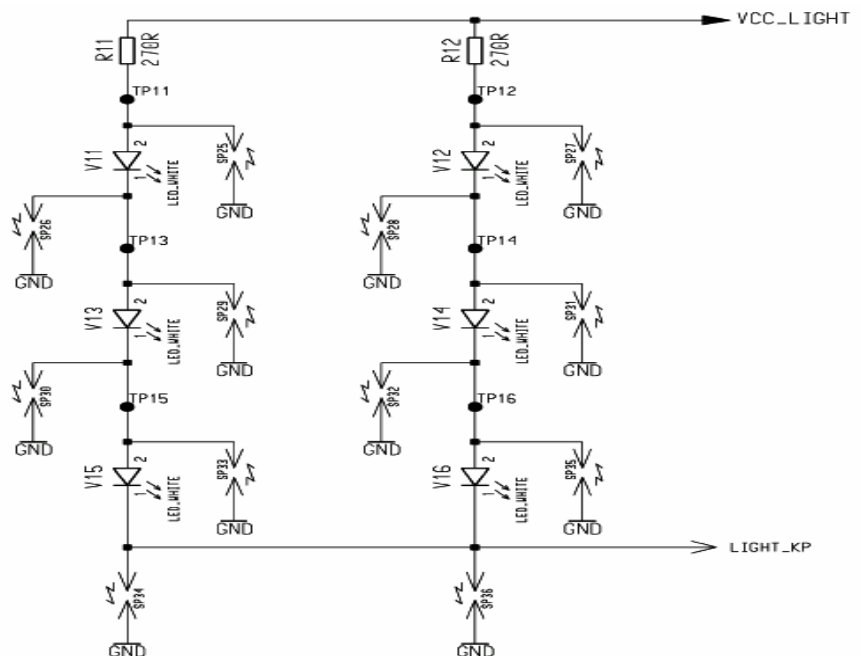 VCC_LIGHT
R11
270R
R12
270R
TP11
TP12
V11
2
1
LED_WHITE
SP25
GND
V12
2
1
LED_WHITE
SP27
GND
SP26
GND
TP13
SP28
GND
TP14
V13
2
1
LED_WHITE
SP29
GND
V14
2
1
LED_WHITE
SP31
GND
SP30
GND
TP15
SP32
GND
TP16
V15
2
1
LED_WHITE
SP33
GND
V16
2
1
LED_WHITE
SP35
GND
LIGHT_KP
SP34
GND
SP36
GND